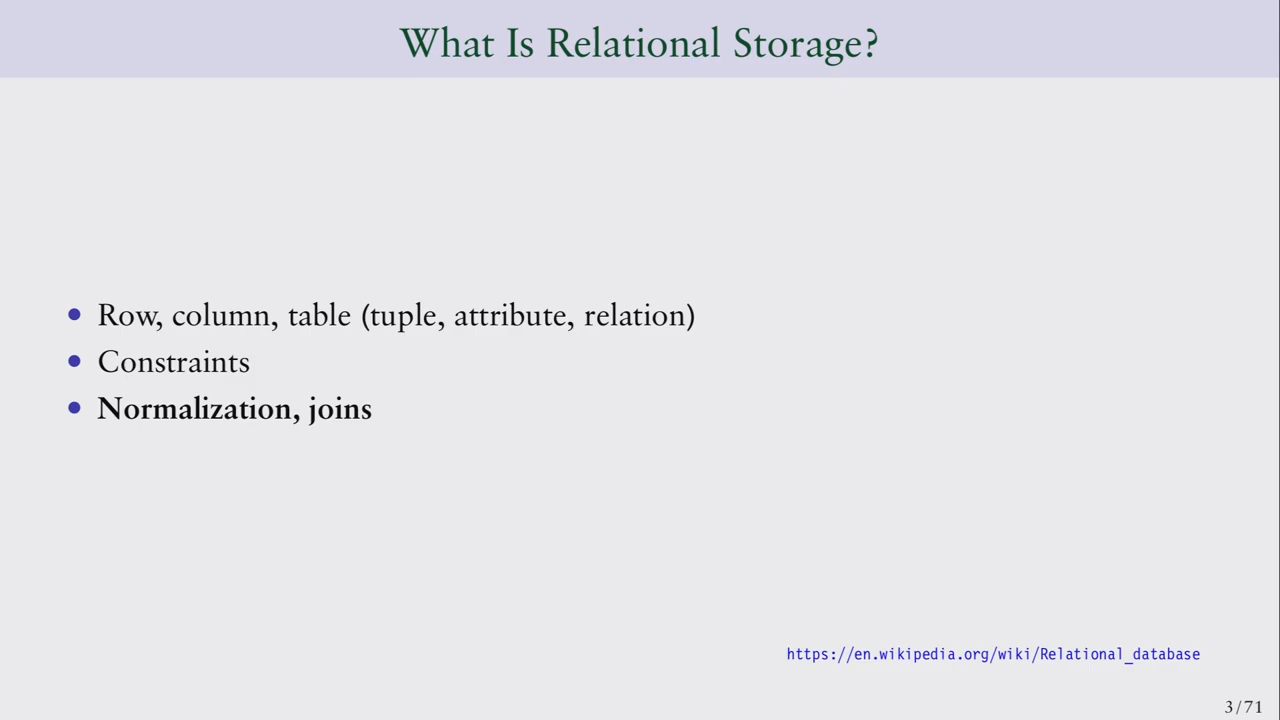 What Is Relational Storage?
• Row, column, table (tuple, attribute, relation)
• Constraints
• Normalization, joins
https://en.wikipedia.org/wiki/Relational_database
3/71